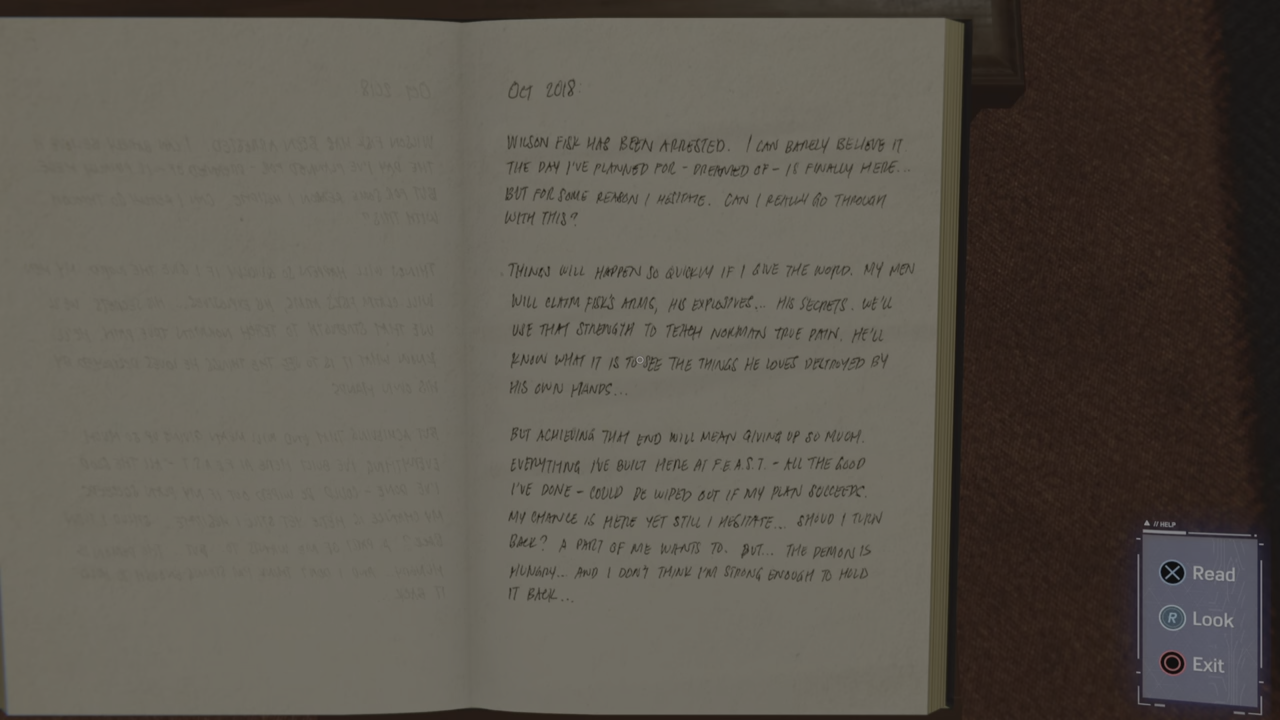 Oct 2018
WILSON FISK HAS BEEN ARRESTED. I CAN BARELY BELIEVE IT
THE DAY I'VE PLANNED FOR - DREAMED OF - IS FINALLY HERE...
BUT FOR SOME REASON I HESITATE. CAN I REALLY GO THROUGH
WITH THIS?
THINGS WILL HAPPEN SO QUICKLY IF I GIVE THE WORD. MY MEN
WILL CLAIM FISK'S ARMS, HIS EXPLOSIVES... HIS SECRETS. WE'LL
USE THAT STRENGTH TO TEACH NORMAN TRUE PAIN. HE'LL
KNOW WHAT IT IS TO SEE THE THINGS HE LOVES DESTROYED BY
HIS OWN HANDS...
BUT ACHIEVING THAT END WILL MEAN GIVING UP SO MUCH.
EVERYTHING I'VE BUILT HERE AT F.E.A.S.T. - ALL THE GOOD
I'VE DONE - COULD BE WIPED OUT IF MY PLAN SUCCEEDS.
MY CHANCE IS HERE YET STILL I HESITATE... SHOUD I TURN
BACK? A PART OF ME WANTS TO. BUT... THE DEMON IS
HUNGRY... AND I DON'T THINK I'M STRONG ENOUGH TO HOLD
IT BACK...
// HELP
Read
R Look
Exit